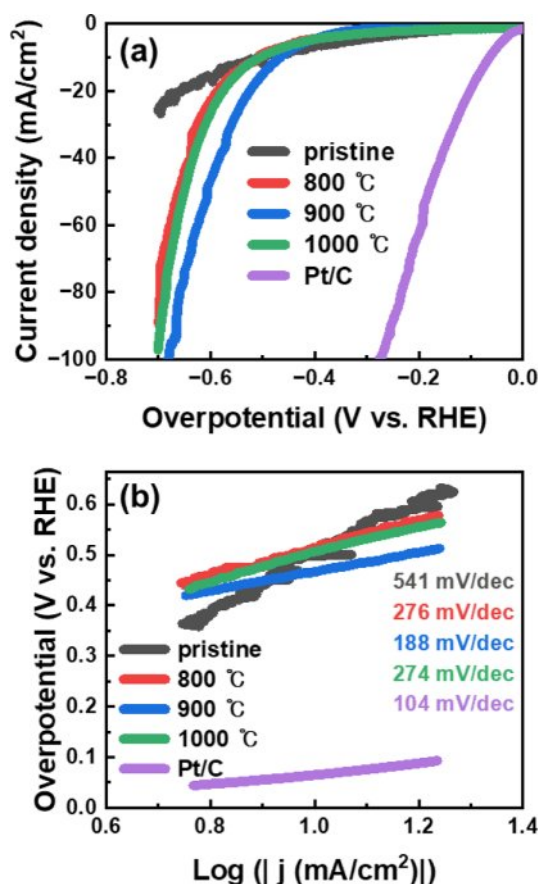 (a)
Current density (mA/cm²)
0
−20
−40
−60
−80
−100
pristine
800 ℃
900 ℃
1000 ℃
Pt/C
−0.8
−0.6
−0.4
−0.2
0.0
Overpotential (V vs. RHE)
(b)
Overpotential (V vs. RHE)
0.6
0.5
0.4
0.3
0.2
0.1
0.0
541 mV/dec
276 mV/dec
188 mV/dec
274 mV/dec
104 mV/dec
pristine
800 ℃
900 ℃
1000 ℃
Pt/C
0.6
0.8
1.0
1.2
1.4
Log (| j (mA/cm²)|)